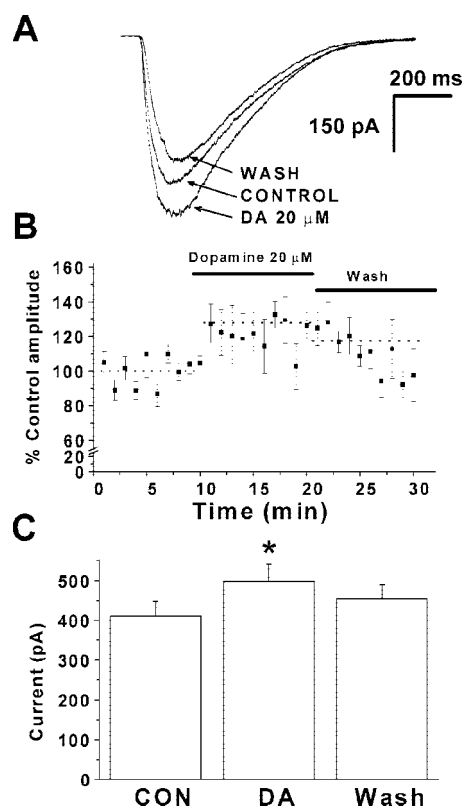 A
200 ms
150 pA
WASH
CONTROL
DA 20 μM
B
Dopamine 20 μM
Wash
% Control amplitude
160
140
120
100
80
60
20
0
0 5 10 15 20 25 30
Time (min)
C
*
Current (pA)
500
400
300
200
100
0
CON DA Wash